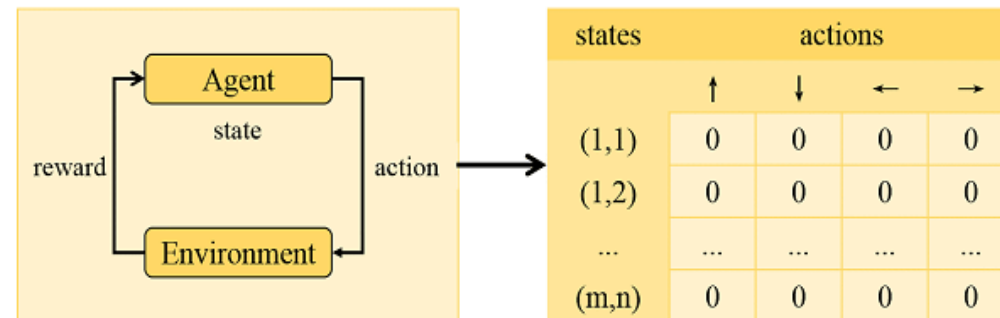 Agent
state
reward
action
Environment
states actions
↑ ↓ ← →
(1,1) 0 0 0 0
(1,2) 0 0 0 0
... ... ... ... ...
(m,n) 0 0 0 0